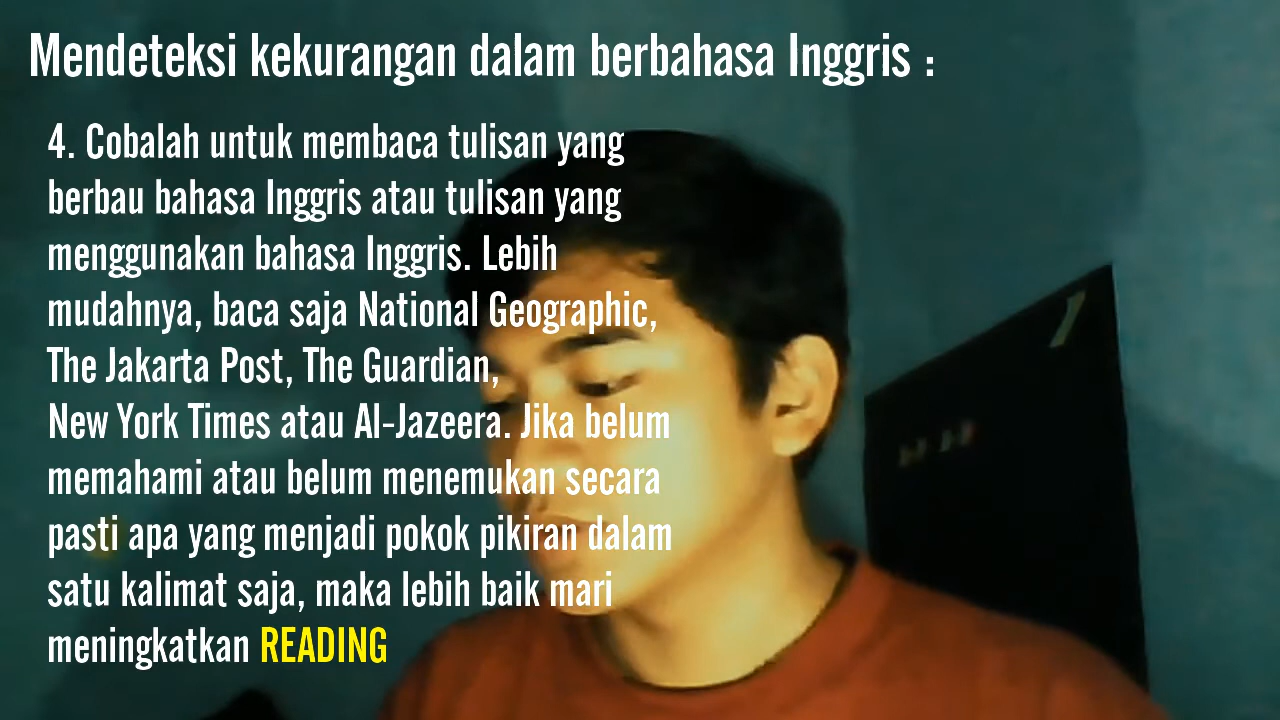 Mendeteksi kekurangan dalam berbahasa Inggris :
4. Cobalah untuk membaca tulisan yang
berbau bahasa Inggris atau tulisan yang
menggunakan bahasa Inggris. Lebih
mudahnya, baca saja National Geographic,
The Jakarta Post, The Guardian,
New York Times atau Al-Jazeera. Jika belum
memahami atau belum menemukan secara
pasti apa yang menjadi pokok pikiran dalam
satu kalimat saja, maka lebih baik mari
meningkatkan READING